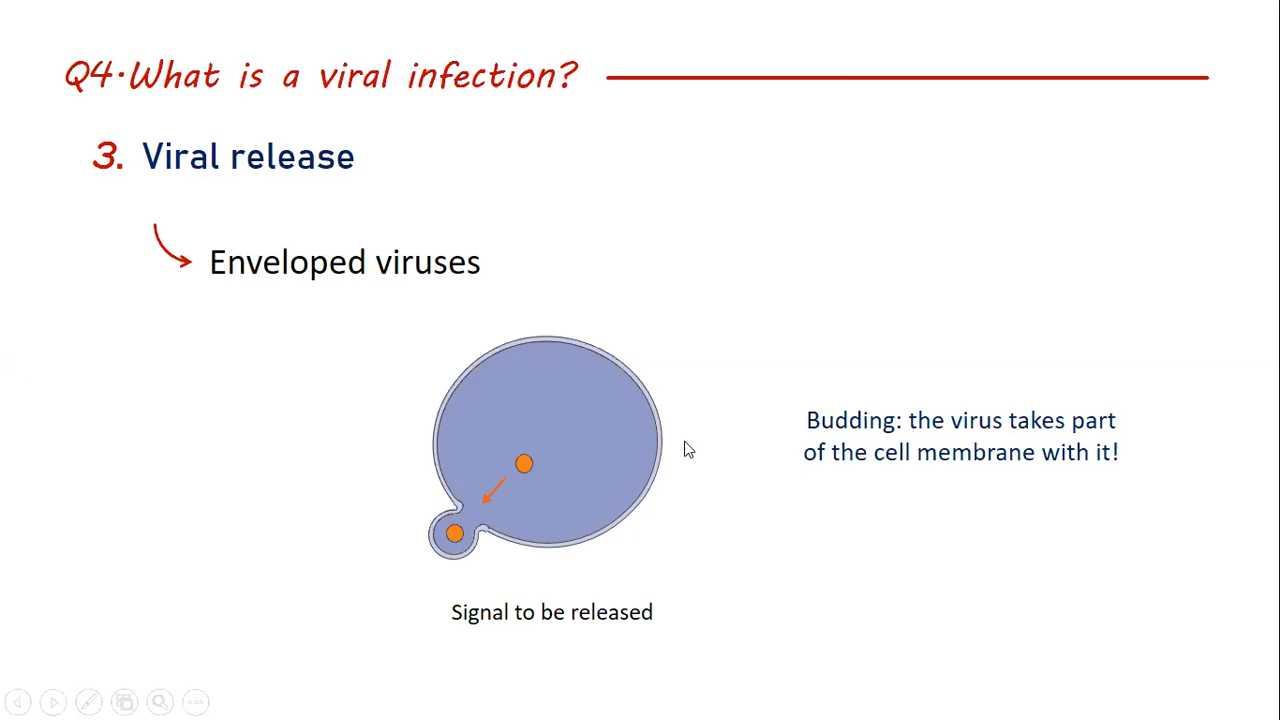 Q4·What is a viral infection?
3. Viral release
Enveloped viruses
Budding: the virus takes part
of the cell membrane with it!
Signal to be released